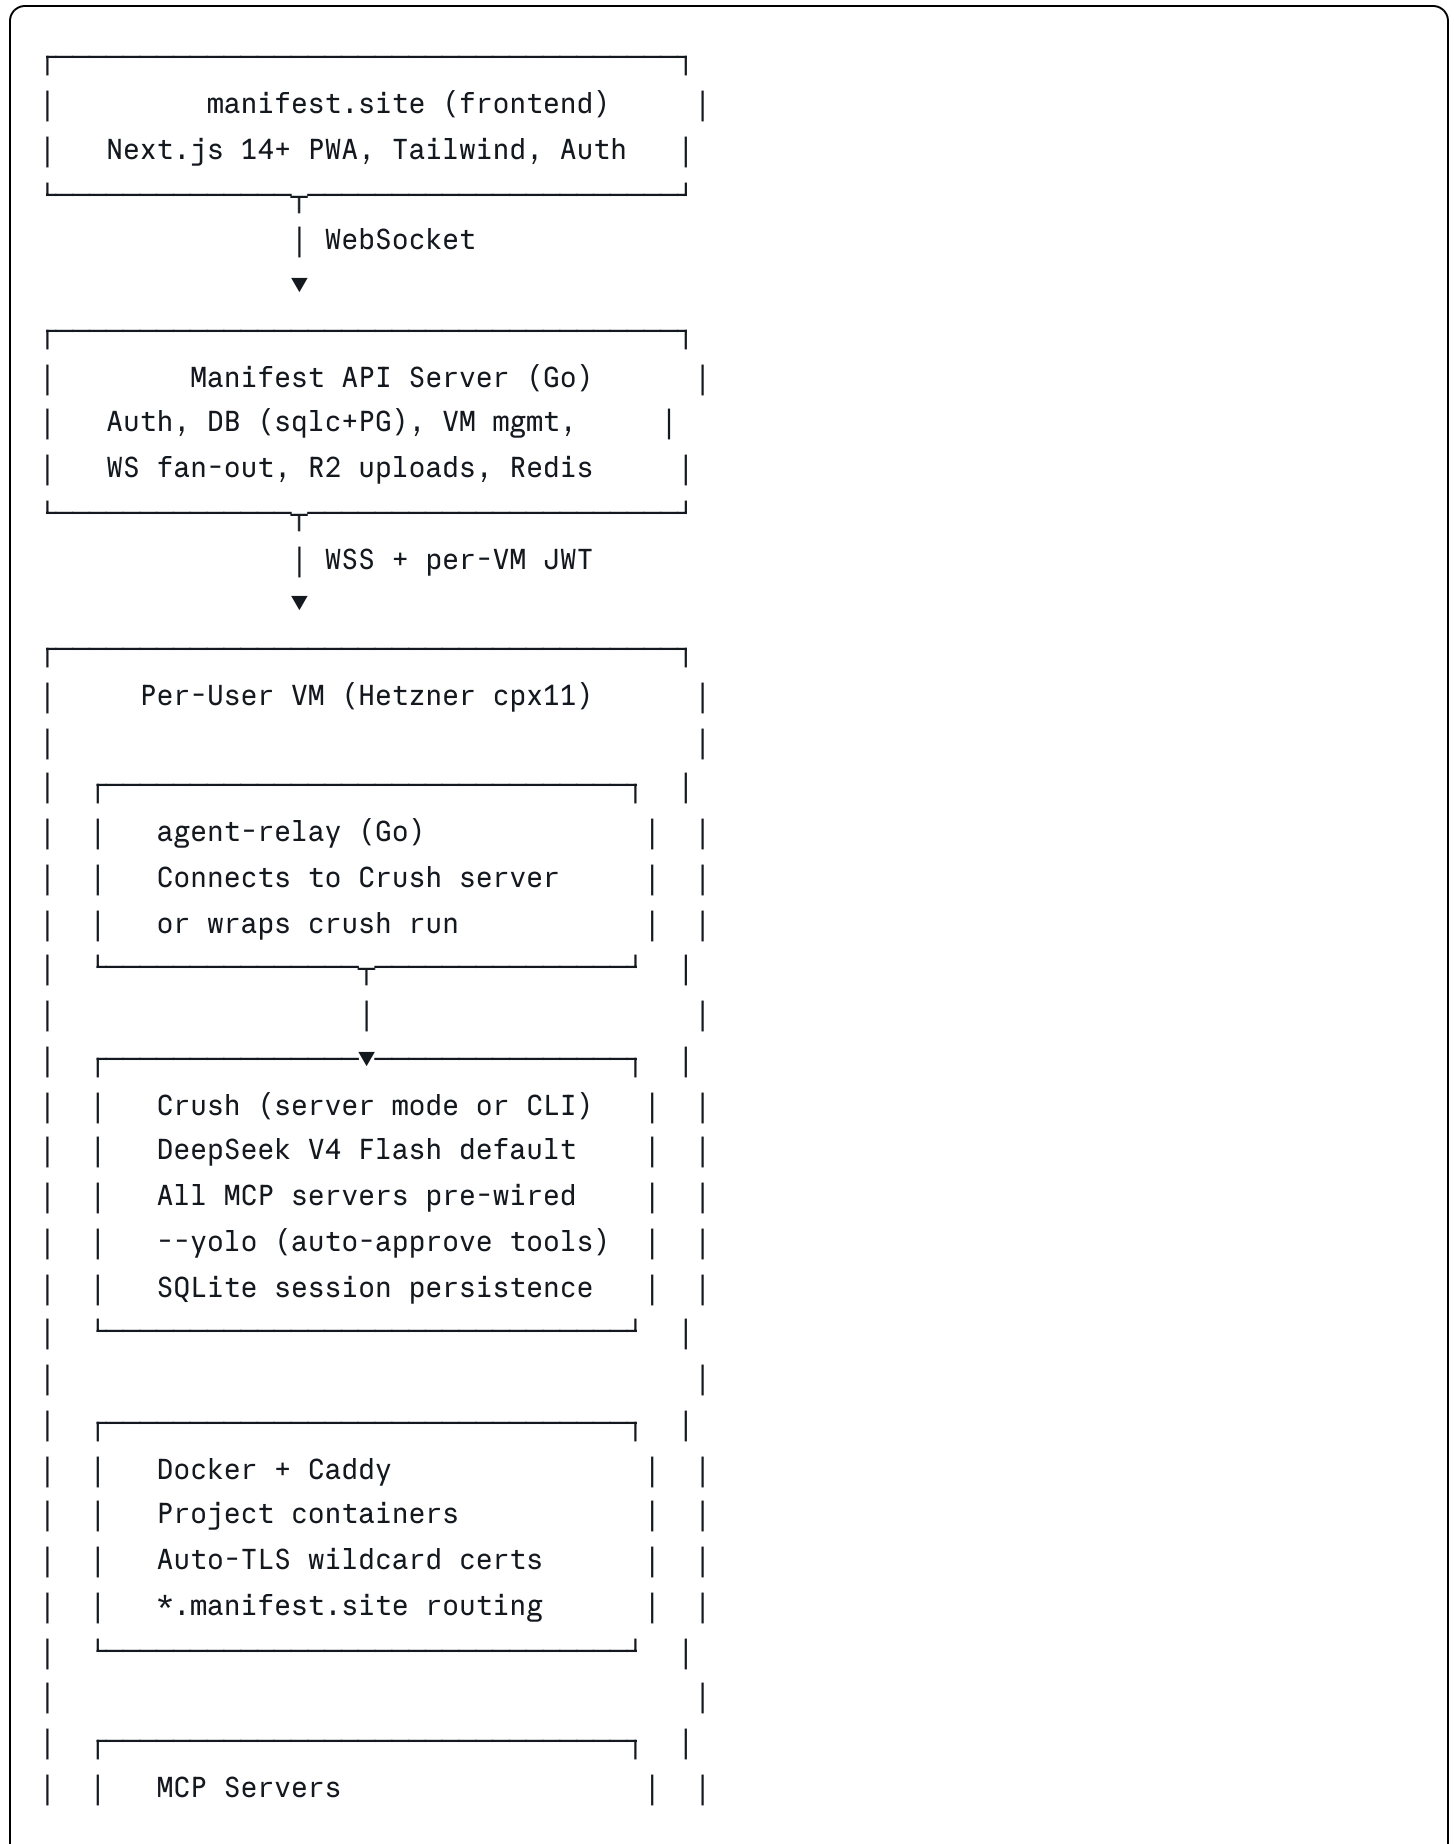 manifest.site (frontend)
Next.js 14+ PWA, Tailwind, Auth
WebSocket
Manifest API Server (Go)
Auth, DB (sqlc+PG), VM mgmt,
WS fan-out, R2 uploads, Redis
WSS + per-VM JWT
Per-User VM (Hetzner cpx11)
agent-relay (Go)
Connects to Crush server
or wraps crush run
Crush (server mode or CLI)
DeepSeek V4 Flash default
All MCP servers pre-wired
--yolo (auto-approve tools)
SQLite session persistence
Docker + Caddy
Project containers
Auto-TLS wildcard certs
*.manifest.site routing
MCP Servers